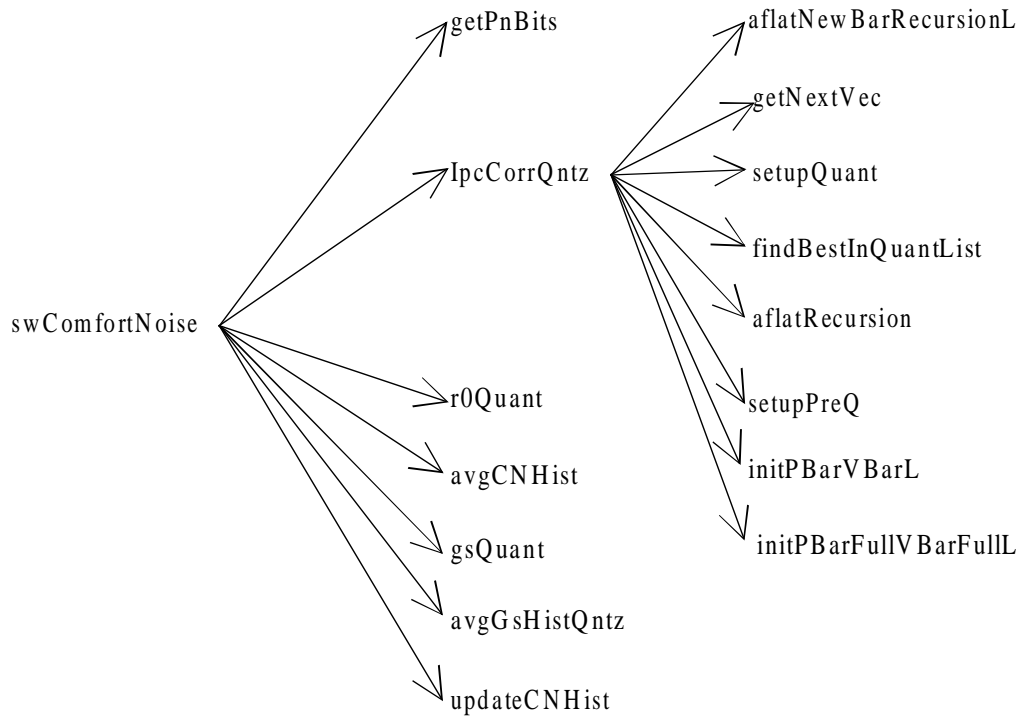 getPnBits
aflatNewBarRecursionL
getNextVec
lpcCorrQntz
setupQuant
findBestInQuantList
swComfortNoise
aflatRecursion
r0Quant
setupPreQ
avgCNHist
initPBarVBarL
gsQuant
initPBarFullVBarFullL
avgGsHistQntz
updateCNHist